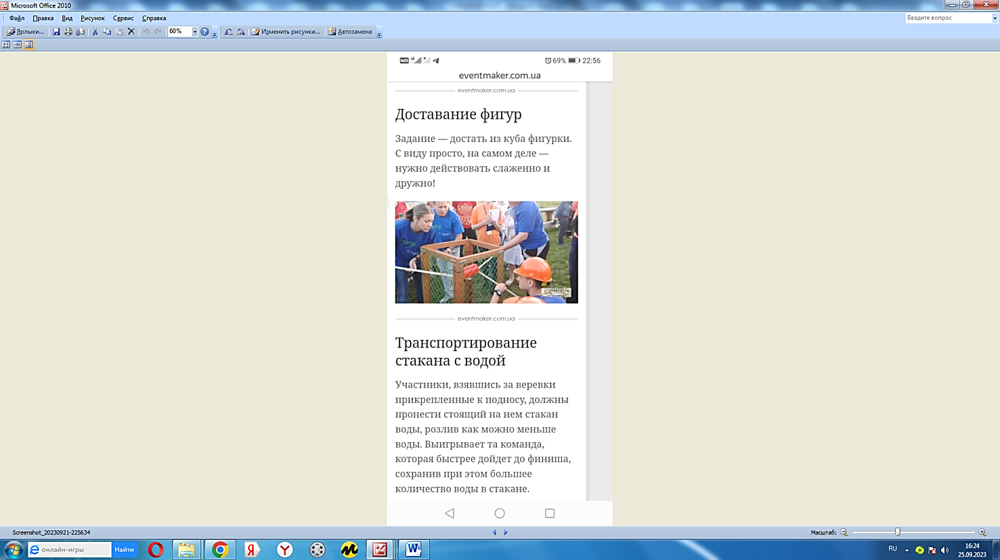 Microsoft Office 2010
Файл Правка Вид Рисунок Сервис Справка
Введите вопрос
Ярлыки... 60% Изменить рисунки... Автозамена
69% 22:56
eventmaker.com.ua
eventmaker.com.ua
Доставание фигур
Задание — достать из куба фигурки.
С виду просто, на самом деле —
нужно действовать слаженно и
дружно!
eventmaker.com.ua
Транспортирование
стакана с водой
Участники, взявшись за веревки
прикрепленные к подносу, должны
пронести стоящий на нем стакан
воды, розлив как можно меньше
воды. Выигрывает та команда,
которая быстрее дойдет до финиша,
сохранив при этом большее
количество воды в стакане.
Screenshot_20230921-225634
Масштаб:
онлайн-игры Найти
RU
16:24
25.09.2023